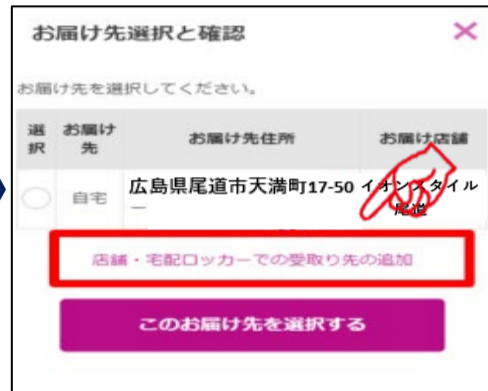 お届け先選択と確認 ×
お届け先を選択してください。
選択 お届け先 お届け先住所 お届け店舗
自宅 広島県尾道市天満町17-50 イオンスタイル尾道
店舗・宅配ロッカーでの受取り先の追加
このお届け先を選択する